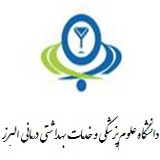 دانشگاه علوم پزشکی و خدمات بهداشتی درمانی البرز